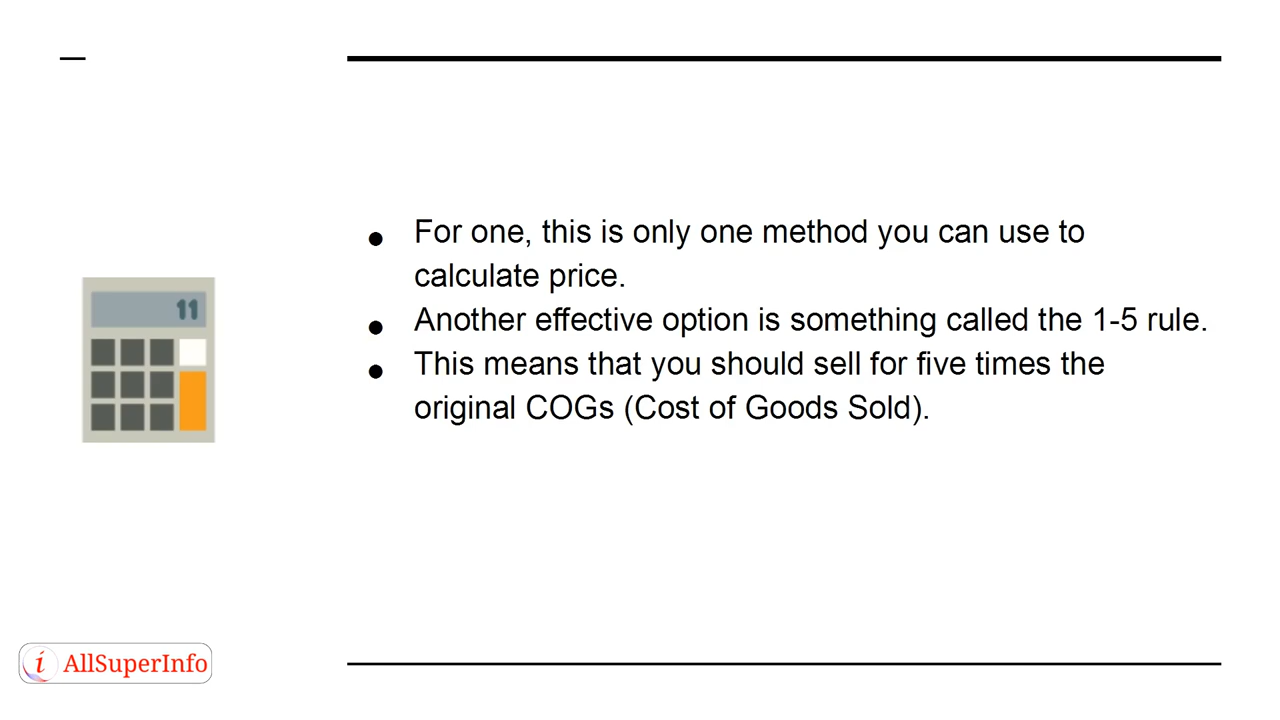 11
● For one, this is only one method you can use to
calculate price.
● Another effective option is something called the 1-5 rule.
● This means that you should sell for five times the
original COGs (Cost of Goods Sold).
i AllSuperInfo